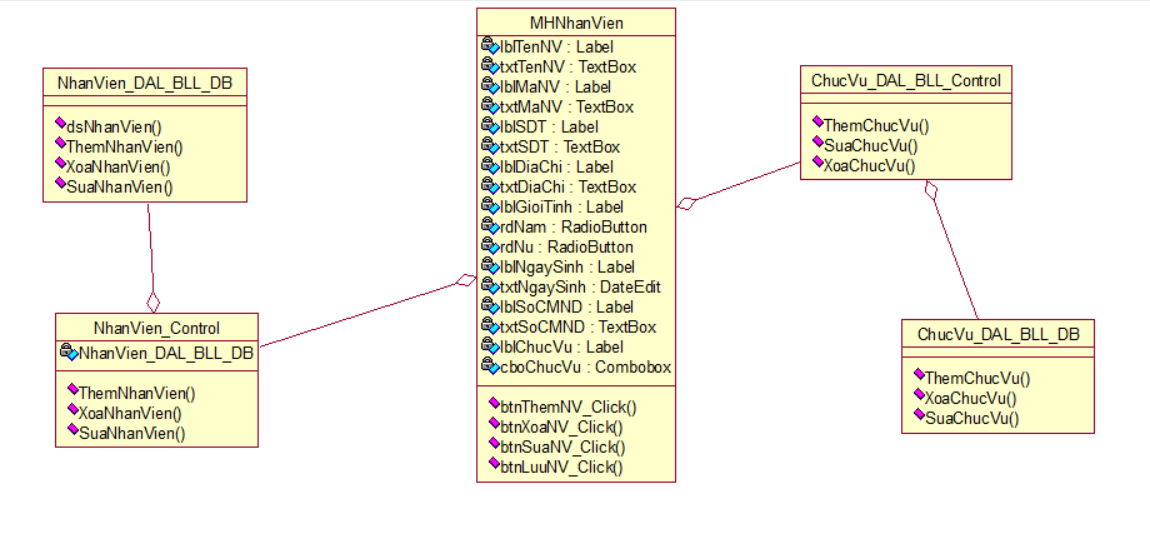 NhanVien_DAL_BLL_DB
dsNhanVien()
ThemNhanVien()
XoaNhanVien()
SuaNhanVien()
NhanVien_Control
NhanVien_DAL_BLL_DB
ThemNhanVien()
XoaNhanVien()
SuaNhanVien()
MHNhanVien
lblTenNV : Label
txtTenNV : TextBox
lblMaNV : Label
txtMaNV : TextBox
lblSDT : Label
txtSDT : TextBox
lblDiaChi : Label
txtDiaChi : TextBox
lblGioiTinh : Label
rdNam : RadioButton
rdNu : RadioButton
lblNgaySinh : Label
txtNgaySinh : DateEdit
lblSoCMND : Label
txtSoCMND : TextBox
lblChucVu : Label
cboChucVu : Combobox
btnThemNV_Click()
btnXoaNV_Click()
btnSuaNV_Click()
btnLuuNV_Click()
ChucVu_DAL_BLL_Control
ThemChucVu()
SuaChucVu()
XoaChucVu()
ChucVu_DAL_BLL_DB
ThemChucVu()
XoaChucVu()
SuaChucVu()